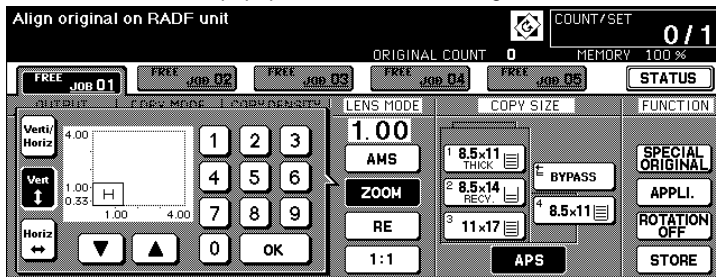 Align original on RADF unit
COUNT/SET
0/1
ORIGINAL COUNT 0 MEMORY 100 %
FREE JOB 01
FREE JOB 02
FREE JOB 03
FREE JOB 04
FREE JOB 05
STATUS
OUTPUT COPY MODE COPY DENSITY LENS MODE COPY SIZE FUNCTION
Verti/
Horiz
4.00
1 2 3
1.00
AMS
1 8.5x11
THICK
BYPASS
SPECIAL
ORIGINAL
Vert
4 5 6
ZOOM
2 8.5x14
RECY.
APPLI.
1.00
0.33
H
1.00 4.00
7 8 9
RE
3 11x17
4 8.5x11
ROTATION
OFF
Horiz
0 OK
1:1
APS
STORE